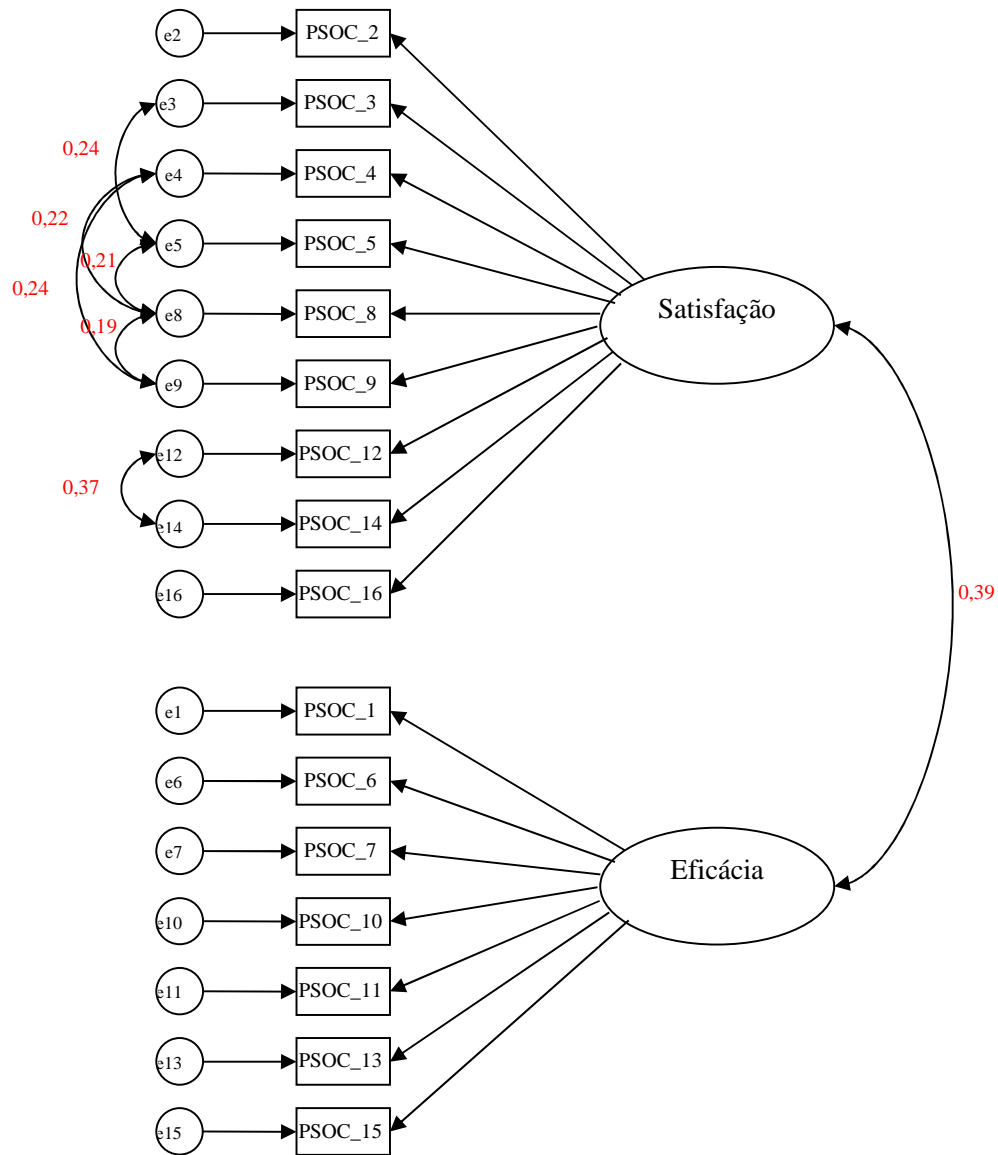 e2 PSOC_2
e3 PSOC_3
0,24
e4 PSOC_4
0,22
e5 PSOC_5
0,21
0,24
e8 PSOC_8
Satisfação
0,19
e9 PSOC_9
e12 PSOC_12
0,37
e14 PSOC_14
e16 PSOC_16
0,39
e1 PSOC_1
e6 PSOC_6
e7 PSOC_7
Eficácia
e10 PSOC_10
e11 PSOC_11
e13 PSOC_13
e15 PSOC_15